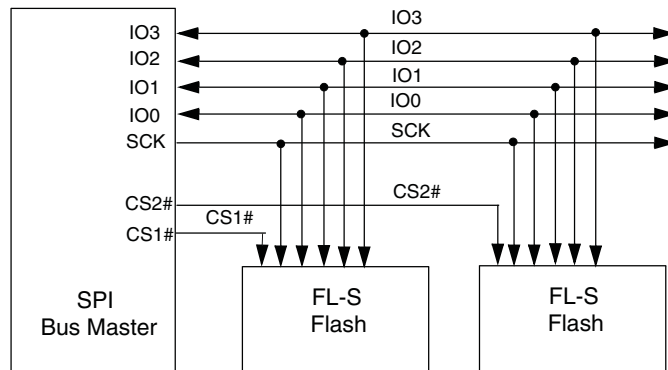 IO3
IO3
IO2
IO2
IO1
IO1
IO0
IO0
SCK
SCK
CS2#
CS2#
CS1#
CS1#
SPI
Bus Master
FL-S
Flash
FL-S
Flash